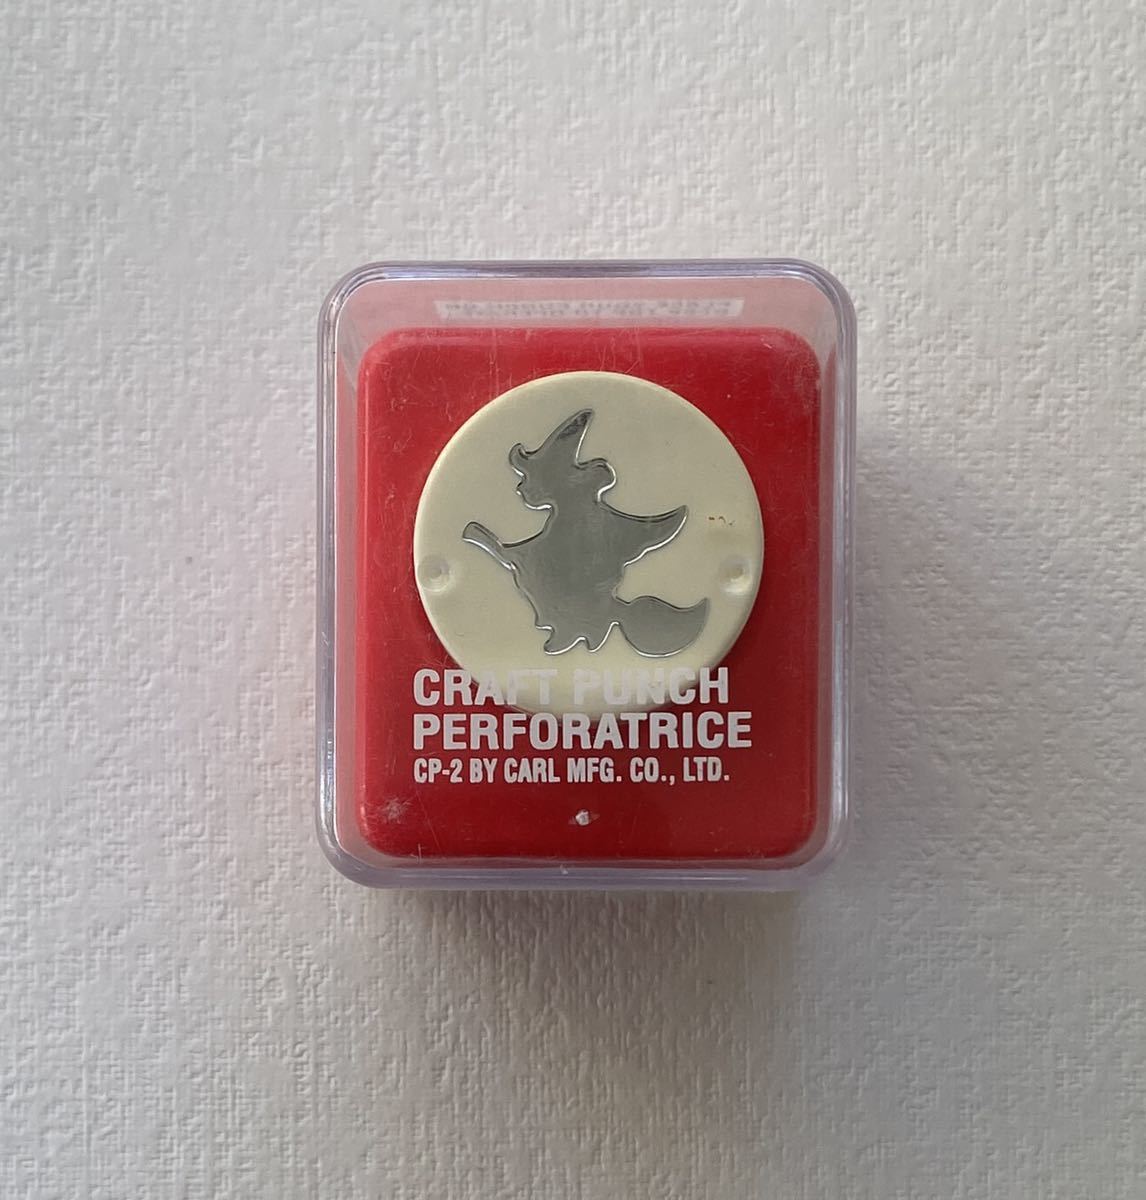 CRAFT PUNCH
PERFORATRICE
CP-2 BY CARL MFG. CO., LTD.